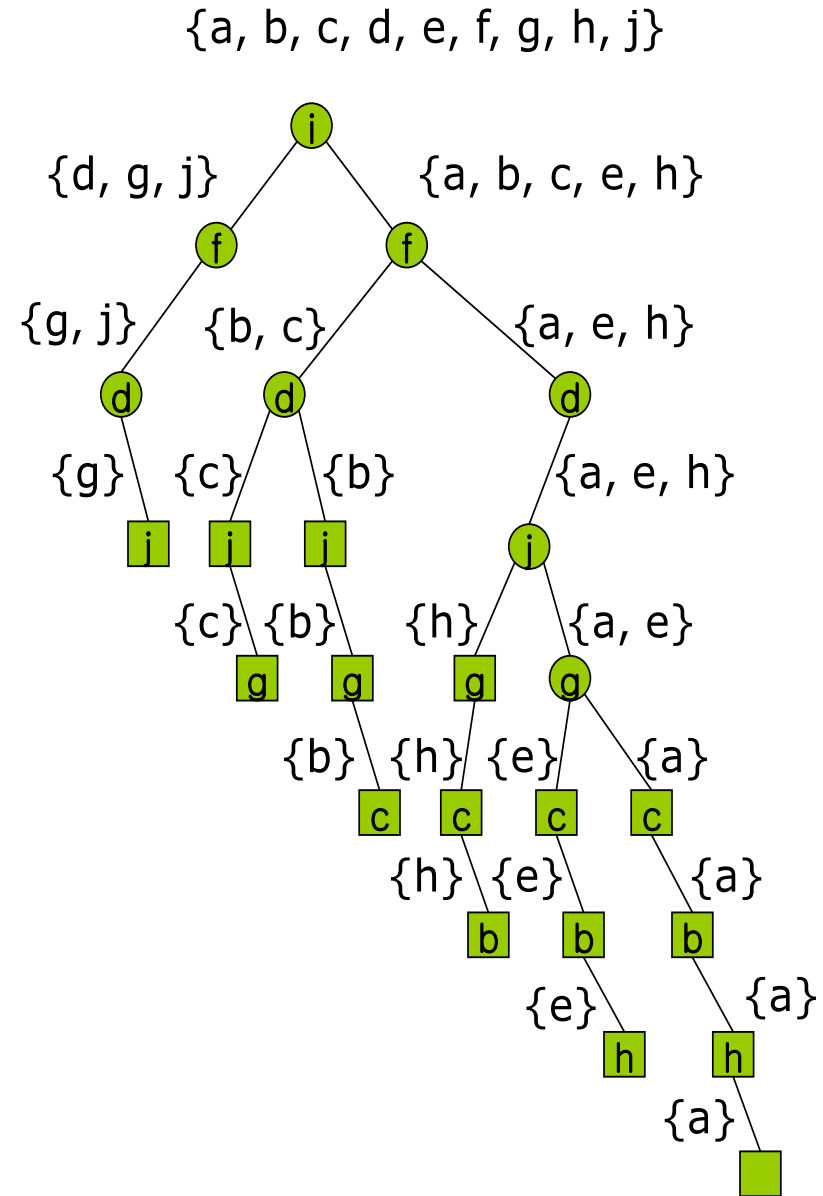 {a, b, c, d, e, f, g, h, j}
i
{d, g, j} {a, b, c, e, h}
f f
{g, j} {b, c} {a, e, h}
d d d
{g} {c} {b} {a, e, h}
j j j j
{c} {b} {h} {a, e}
g g g g
{b} {h} {e} {a}
c c c c
{h} {e} {a}
b b b
{e} {a}
h h
{a}